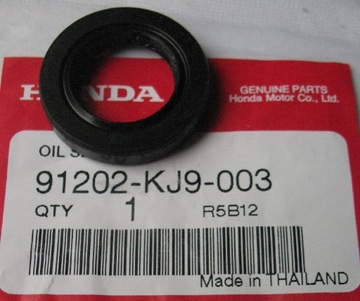 HONDA
GENUINE PARTS
Honda Motor Co., Ltd.
OIL
91202-KJ9-003
QTY 1 R5B12
Made in THAILAND